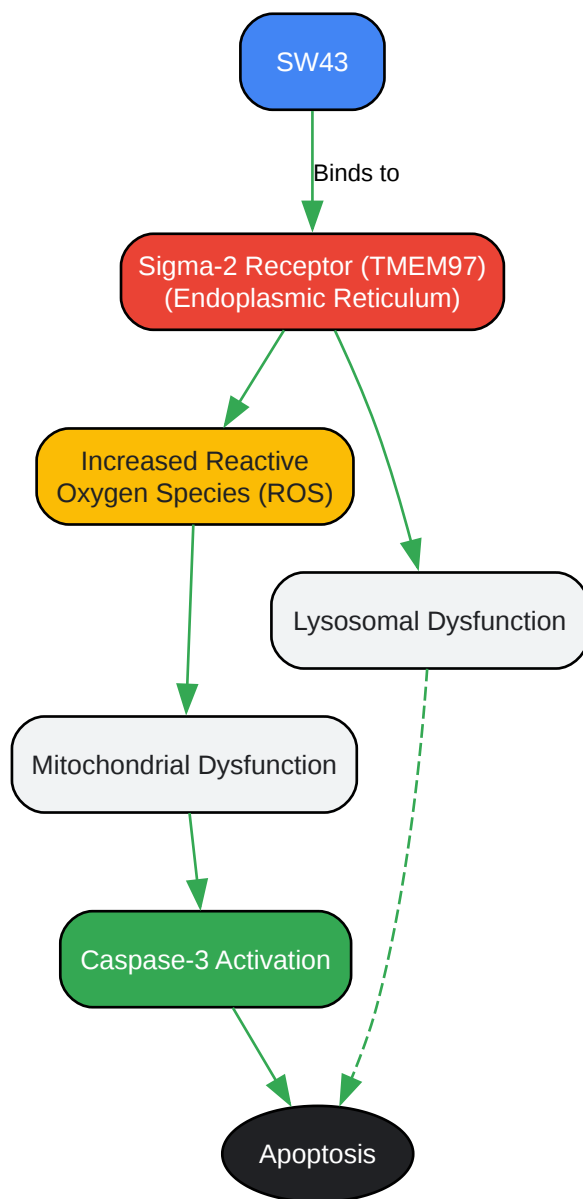 SW43
Binds to
Sigma-2 Receptor (TMEM97)
(Endoplasmic Reticulum)
Increased Reactive
Oxygen Species (ROS)
Lysosomal Dysfunction
Mitochondrial Dysfunction
Caspase-3 Activation
Apoptosis